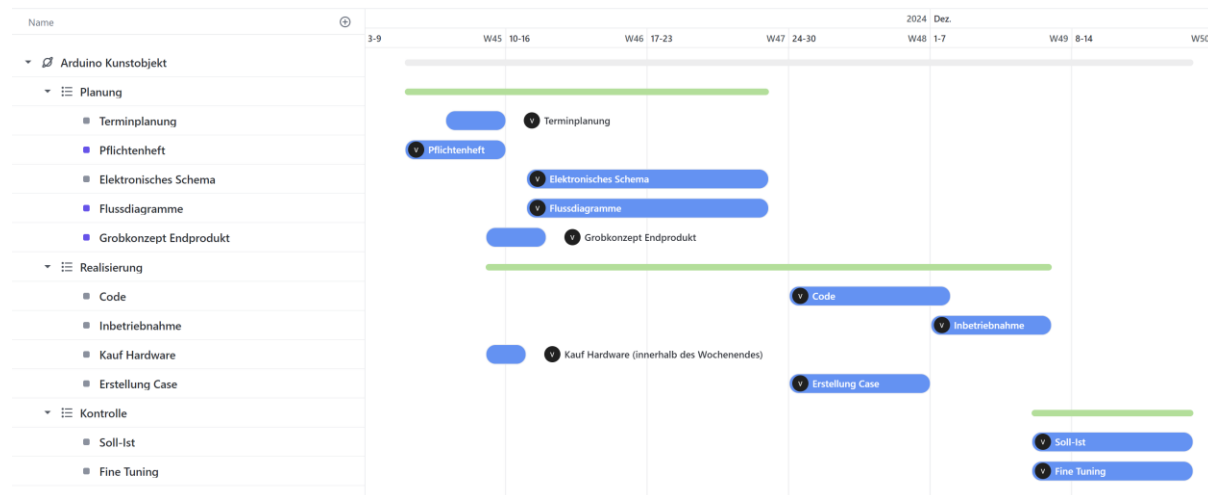 Name
2024 Dez.
3-9 W45 10-16 W46 17-23 W47 24-30 W48 1-7 W49 8-14 W50
Arduino Kunstobjekt
Planung
Terminplanung V Terminplanung
Pflichtenheft V Pflichtenheft
Elektronisches Schema V Elektronisches Schema
Flussdiagramme V Flussdiagramme
Grobkonzept Endprodukt V Grobkonzept Endprodukt
Realisierung
Code V Code
Inbetriebnahme V Inbetriebnahme
Kauf Hardware V Kauf Hardware (innerhalb des Wochenendes)
Erstellung Case V Erstellung Case
Kontrolle
Soll-Ist V Soll-Ist
Fine Tuning V Fine Tuning